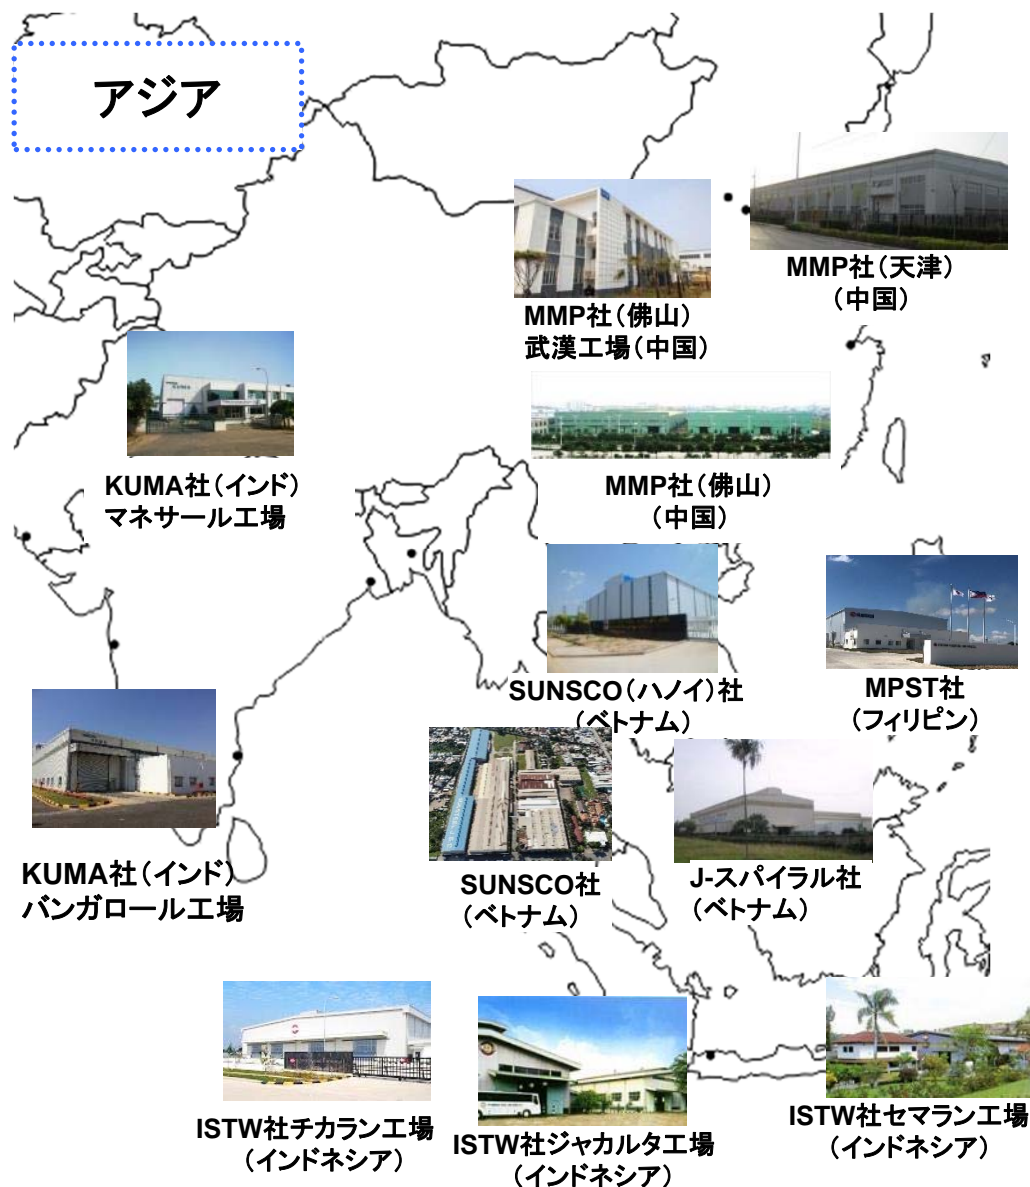 アジア
MMP社（天津）
（中国）
MMP社（佛山）
武漢工場（中国）
KUMA社（インド）
マネサール工場
MMP社（佛山）
（中国）
SUNSCO（ハノイ）社
（ベトナム）
MPST社
（フィリピン）
KUMA社（インド）
バンガロール工場
SUNSCO社
（ベトナム）
J-スパイラル社
（ベトナム）
ISTW社チカラン工場
（インドネシア）
ISTW社ジャカルタ工場
（インドネシア）
ISTW社セマラン工場
（インドネシア）